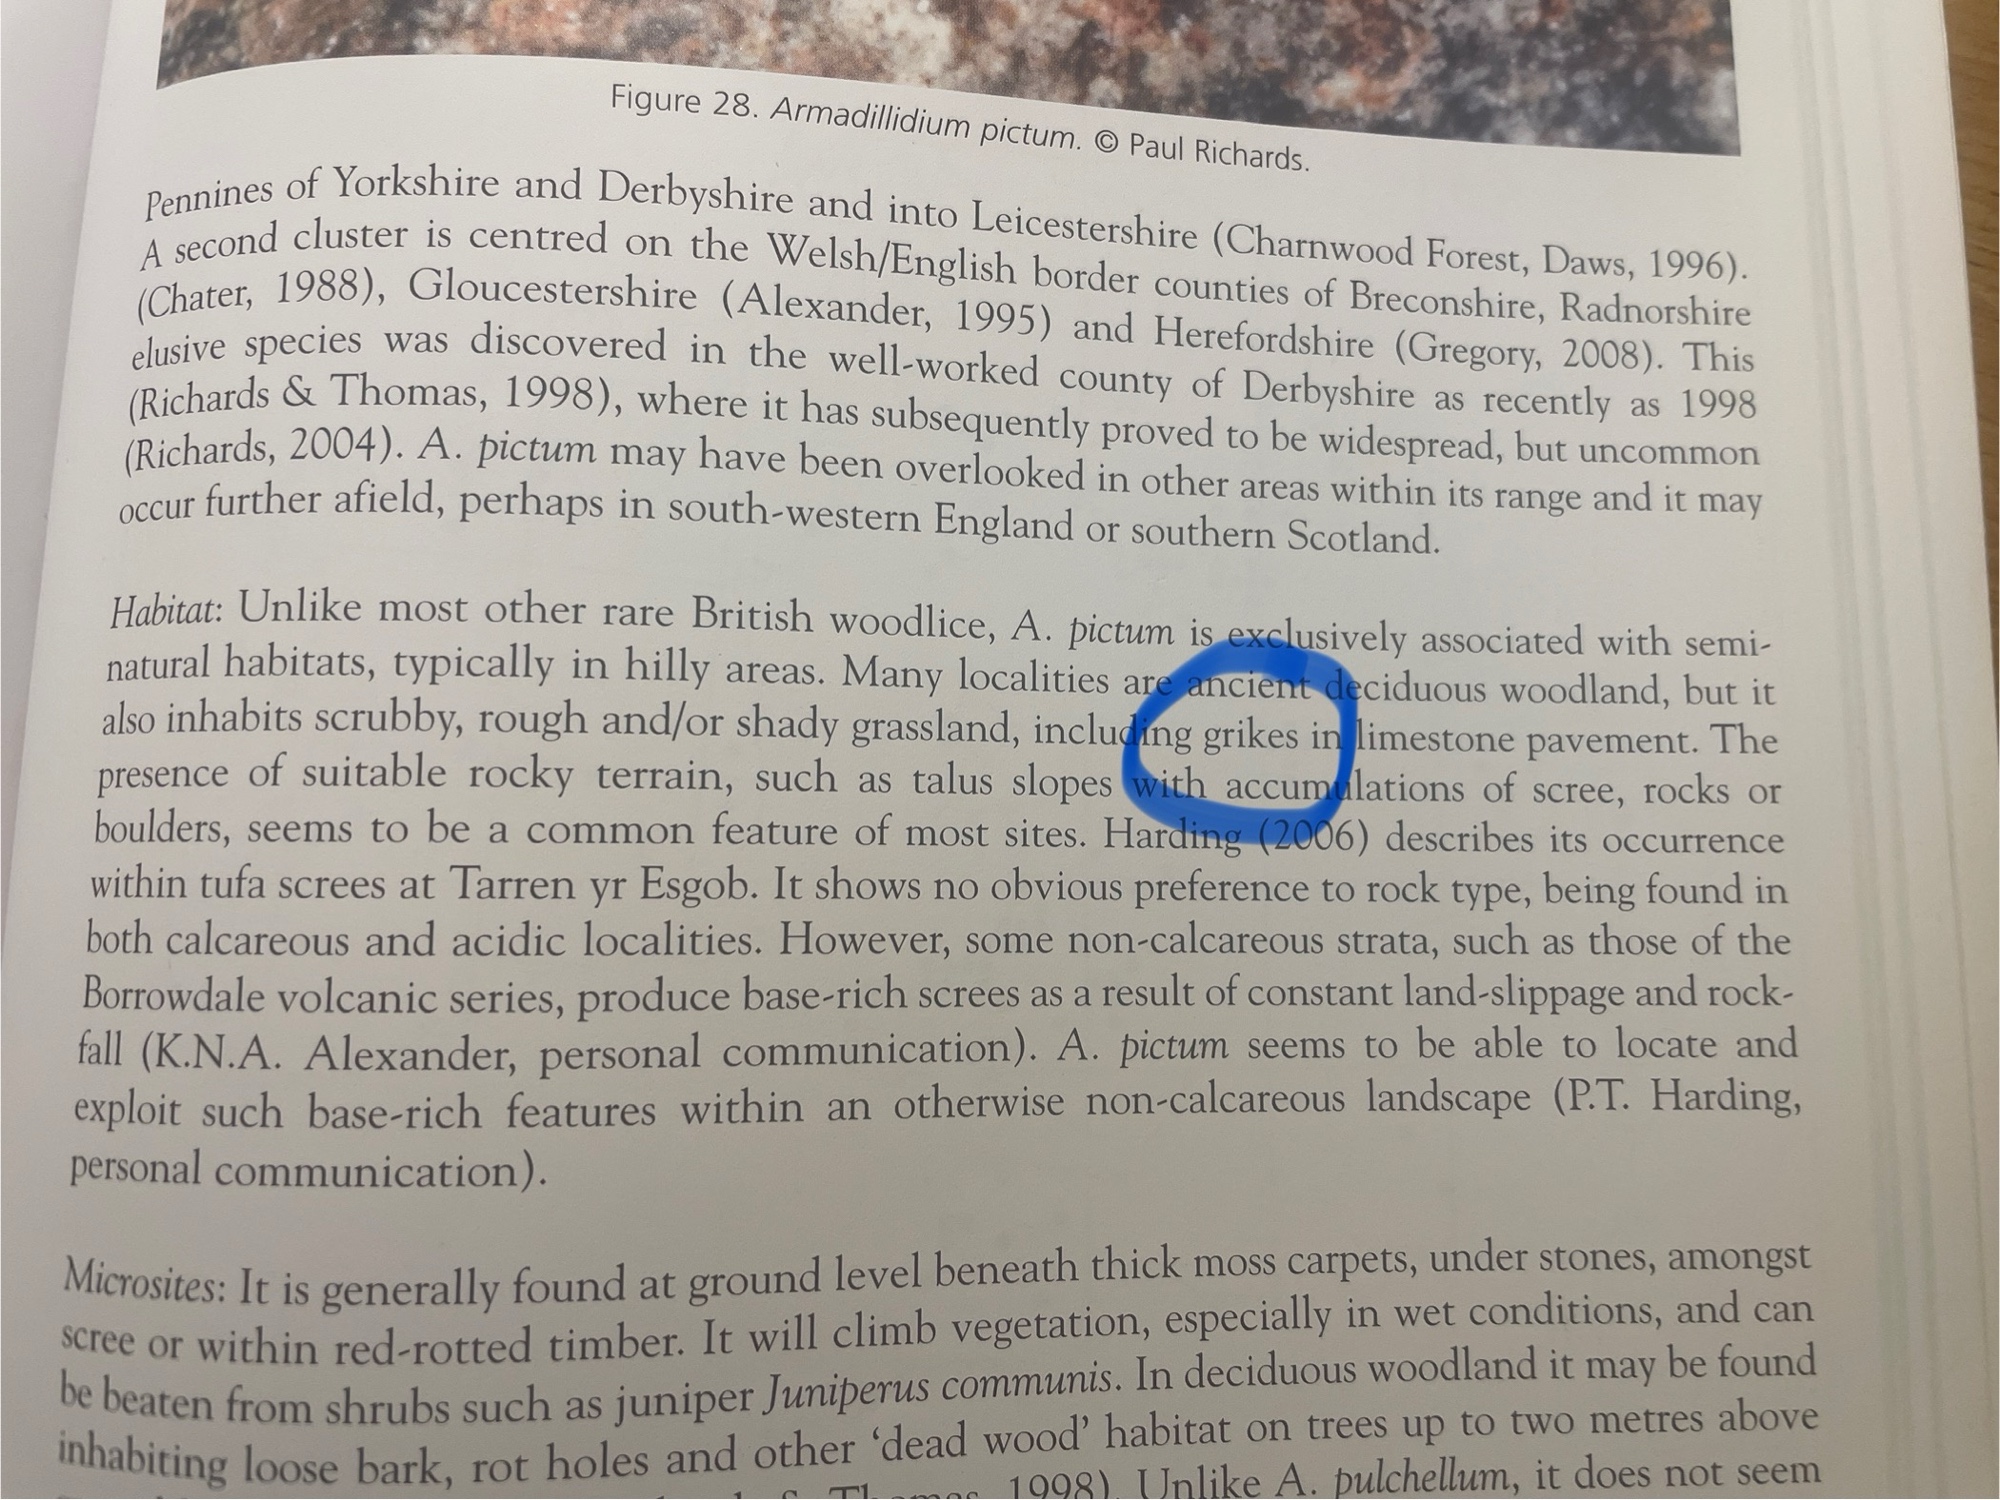 Figure 28. Armadillidium pictum. © Paul Richards.
Pennines of Yorkshire and Derbyshire and into Leicestershire (Charnwood Forest, Daws, 1996).
A second cluster is centred on the Welsh/English border counties of Breconshire, Radnorshire
(Chater, 1988), Gloucestershire (Alexander, 1995) and Herefordshire (Gregory, 2008). This
elusive species was discovered in the well-worked county of Derbyshire as recently as 1998
(Richards & Thomas, 1998), where it has subsequently proved to be widespread, but uncommon
(Richards, 2004). A. pictum may have been overlooked in other areas within its range and it may
occur further afield, perhaps in south-western England or southern Scotland.
Habitat: Unlike most other rare British woodlice, A. pictum is exclusively associated with semi-
natural habitats, typically in hilly areas. Many localities are ancient deciduous woodland, but it
also inhabits scrubby, rough and/or shady grassland, including grikes in limestone pavement. The
presence of suitable rocky terrain, such as talus slopes with accumulations of scree, rocks or
boulders, seems to be a common feature of most sites. Harding (2006) describes its occurrence
within tufa screes at Tarren yr Esgob. It shows no obvious preference to rock type, being found in
both calcareous and acidic localities. However, some non-calcareous strata, such as those of the
Borrowdale volcanic series, produce base-rich screes as a result of constant land-slippage and rock-
fall (K.N.A. Alexander, personal communication). A. pictum seems to be able to locate and
exploit such base-rich features within an otherwise non-calcareous landscape (P.T. Harding,
personal communication).
Microsites: It is generally found at ground level beneath thick moss carpets, under stones, amongst
scree or within red-rotted timber. It will climb vegetation, especially in wet conditions, and can
be beaten from shrubs such as juniper Juniperus communis. In deciduous woodland it may be found
inhabiting loose bark, rot holes and other ‘dead wood’ habitat on trees up to two metres above
1998). Unlike A. pulchellum, it does not seem